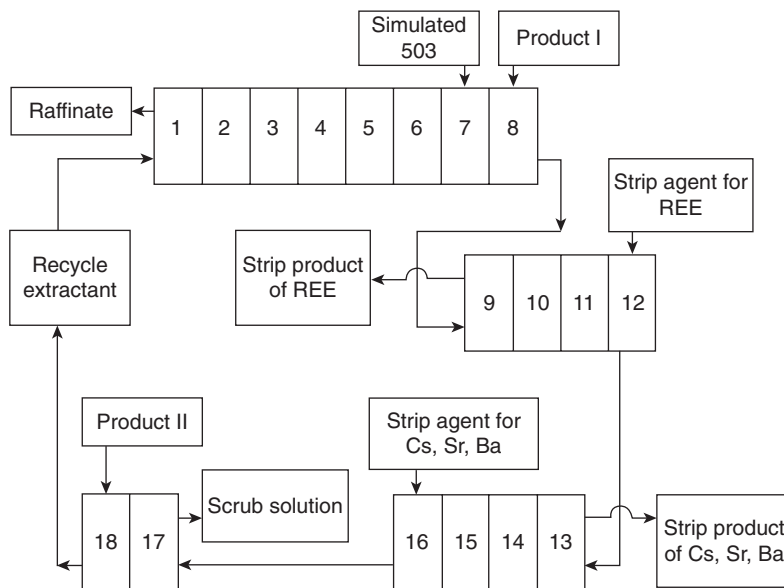 Simulated
503
Product I
Raffinate
1 2 3 4 5 6 7 8
Strip agent for
REE
Recycle
extractant
Strip product
of REE
9 10 11 12
Product II
Strip agent for
Cs, Sr, Ba
Scrub solution
18 17
16 15 14 13
Strip product
of Cs, Sr, Ba